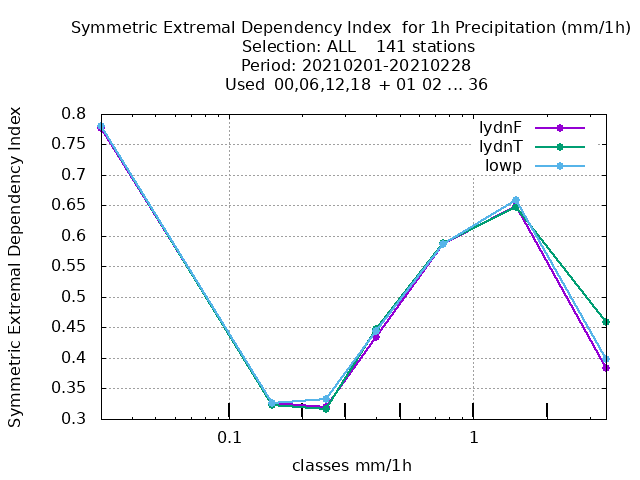 Symmetric Extremal Dependency Index for 1h Precipitation (mm/1h)
Selection: ALL 141 stations
Period: 20210201-20210228
Used 00,06,12,18 + 01 02 ... 36
Symmetric Extremal Dependency Index
0.8
0.75
0.7
0.65
0.6
0.55
0.5
0.45
0.4
0.35
0.3
lydnF
lydnT
lowp
0.1
1
classes mm/1h